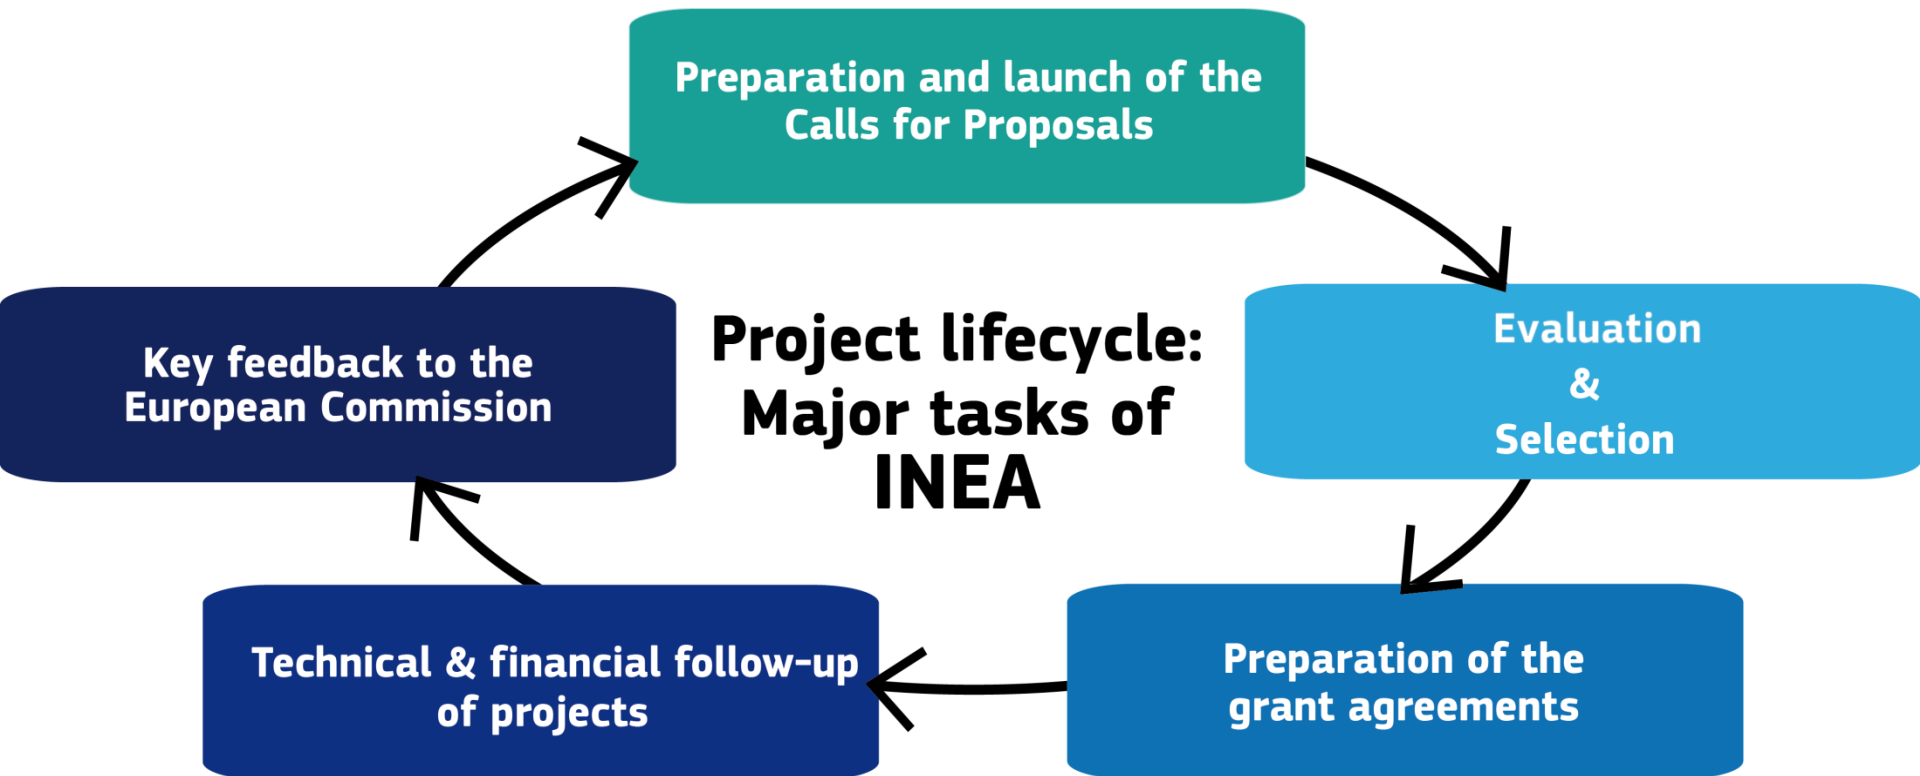 Preparation and launch of the
Calls for Proposals
Evaluation
&
Selection
Preparation of the
grant agreements
Technical & financial follow-up
of projects
Key feedback to the
European Commission
Project lifecycle:
Major tasks of
INEA